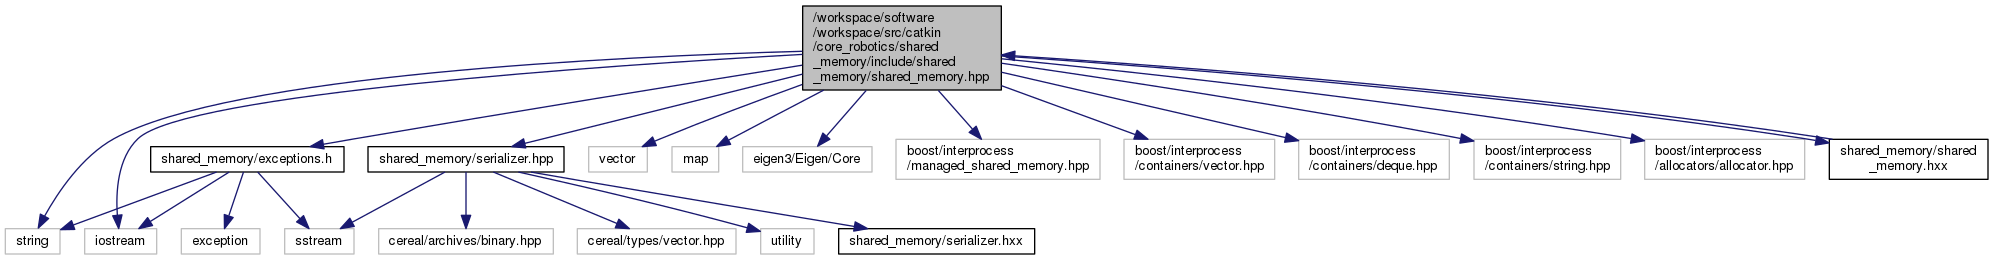 /workspace/software
/workspace/src/catkin
/core_robotics/shared
_memory/include/shared
_memory/shared_memory.hpp
shared_memory/exceptions.h
shared_memory/serializer.hpp
vector
map
eigen3/Eigen/Core
boost/interprocess
/managed_shared_memory.hpp
boost/interprocess
/containers/vector.hpp
boost/interprocess
/containers/deque.hpp
boost/interprocess
/containers/string.hpp
boost/interprocess
/allocators/allocator.hpp
shared_memory/shared
_memory.hxx
string
iostream
exception
sstream
cereal/archives/binary.hpp
cereal/types/vector.hpp
utility
shared_memory/serializer.hxx